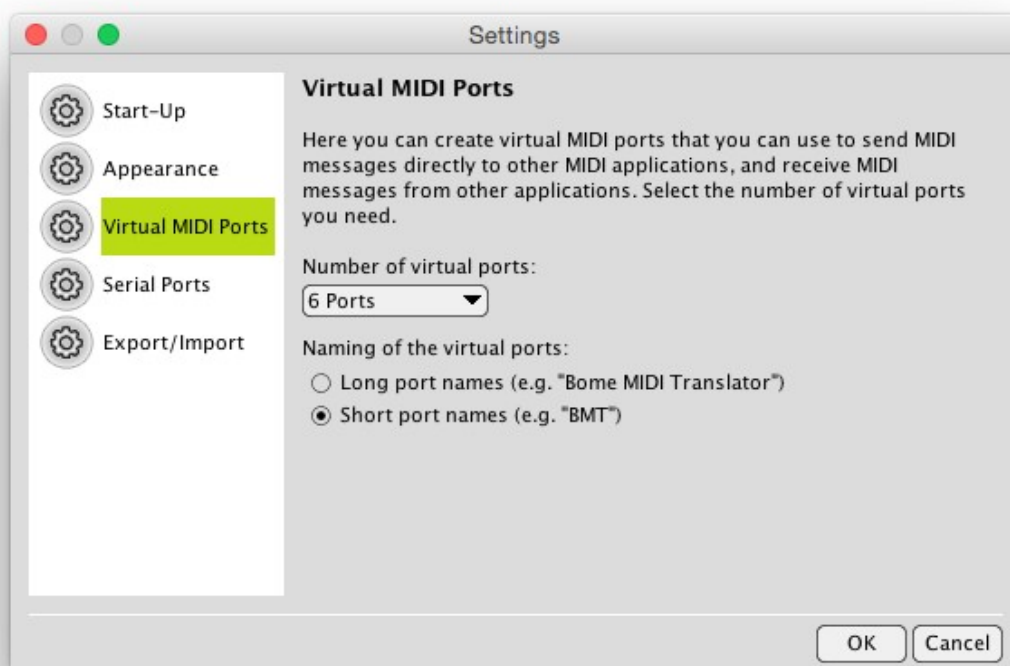 Settings
Start-Up
Appearance
Virtual MIDI Ports
Serial Ports
Export/Import
Virtual MIDI Ports
Here you can create virtual MIDI ports that you can use to send MIDI
messages directly to other MIDI applications, and receive MIDI
messages from other applications. Select the number of virtual ports
you need.
Number of virtual ports:
6 Ports
Naming of the virtual ports:
Long port names (e.g. "Bome MIDI Translator")
Short port names (e.g. "BMT")
OK
Cancel